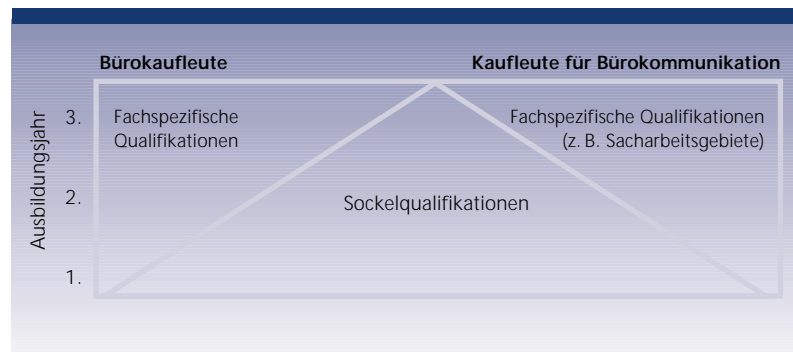 Bürokaufleute
Kaufleute für Bürokommunikation
Ausbildungsjahr
3.
Fachspezifische
Qualifikationen
Fachspezifische Qualifikationen
(z. B. Sacharbeitsgebiete)
2.
Sockelqualifikationen
1.